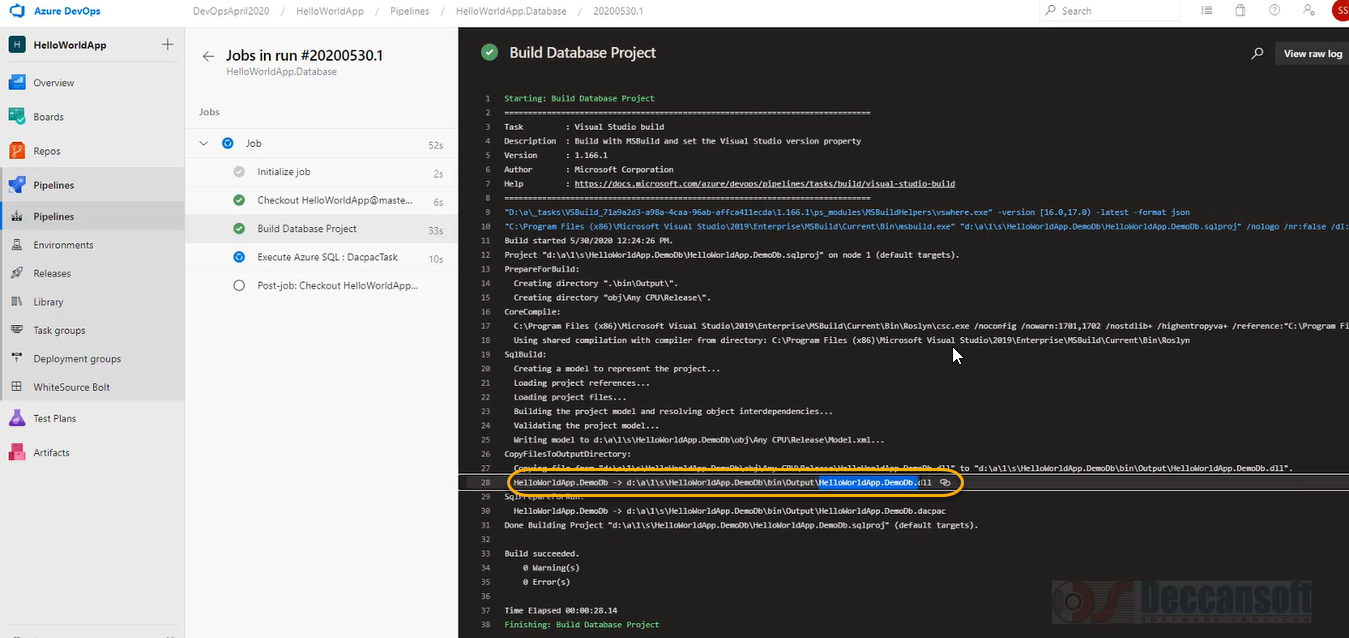 Azure DevOps
DevOpsApril2020 / HelloWorldApp / Pipelines / HelloWorldApp.Database / 20200530.1
Search
SS
H HelloWorldApp
Overview
Boards
Repos
Pipelines
Pipelines
Environments
Releases
Library
Task groups
Deployment groups
WhiteSource Bolt
Test Plans
Artifacts
Jobs in run #20200530.1
HelloWorldApp.Database
Jobs
Job 52s
Initialize job 2s
Checkout HelloWorldApp@maste... 6s
Build Database Project 33s
Execute Azure SQL : DacpacTask 10s
Post-job: Checkout HelloWorldApp...
Build Database Project
View raw log
1 Starting: Build Database Project
2 ==============================================================================
3 Task : Visual Studio build
4 Description : Build with MSBuild and set the Visual Studio version property
5 Version : 1.166.1
6 Author : Microsoft Corporation
7 Help : https://docs.microsoft.com/azure/devops/pipelines/tasks/build/visual-studio-build
8 ==============================================================================
9 "D:\a\_tasks\VSBuild_71a9a2d3-a98a-4caa-96ab-affca411ecda\1.166.1\ps_modules\MSBuildHelpers\vswhere.exe" -version [16.0,17.0) -latest -format json
10 "C:\Program Files (x86)\Microsoft Visual Studio\2019\Enterprise\MSBuild\Current\Bin\msbuild.exe" "d:\a\1\s\HelloWorldApp.DemoDb\HelloWorldApp.DemoDb.sqlproj" /nologo /nr:false /dl:
11 Build started 5/30/2020 12:24:26 PM.
12 Project "d:\a\1\s\HelloWorldApp.DemoDb\HelloWorldApp.DemoDb.sqlproj" on node 1 (default targets).
13 PrepareForBuild:
14 Creating directory ".\bin\Output\".
15 Creating directory "obj\Any CPU\Release\".
16 CoreCompile:
17 C:\Program Files (x86)\Microsoft Visual Studio\2019\Enterprise\MSBuild\Current\Bin\Roslyn\csc.exe /noconfig /nowarn:1701,1702 /nostdlib+ /highentropyva+ /reference:"C:\Program Fi
18 Using shared compilation with compiler from directory: C:\Program Files (x86)\Microsoft Visual Studio\2019\Enterprise\MSBuild\Current\Bin\Roslyn
19 SqlBuild:
20 Creating a model to represent the project...
21 Loading project references...
22 Loading project files...
23 Building the project model and resolving object interdependencies...
24 Validating the project model...
25 Writing model to d:\a\1\s\HelloWorldApp.DemoDb\obj\Any CPU\Release\Model.xml...
26 CopyFilesToOutputDirectory:
27 Copying file from "d:\a\1\s\HelloWorldApp.DemoDb\obj\Any CPU\Release\HelloWorldApp.DemoDb.dll" to "d:\a\1\s\HelloWorldApp.DemoDb\bin\Output\HelloWorldApp.DemoDb.dll".
28 HelloWorldApp.DemoDb -> d:\a\1\s\HelloWorldApp.DemoDb\bin\Output\HelloWorldApp.DemoDb.dll
29 SqlPrepareForRun:
30 HelloWorldApp.DemoDb -> d:\a\1\s\HelloWorldApp.DemoDb\bin\Output\HelloWorldApp.DemoDb.dacpac
31 Done Building Project "d:\a\1\s\HelloWorldApp.DemoDb\HelloWorldApp.DemoDb.sqlproj" (default targets).
32
33 Build succeeded.
34 0 Warning(s)
35 0 Error(s)
36
37 Time Elapsed 00:00:28.14
38 Finishing: Build Database Project
Deccansoft
SOFTWARE SERVICES